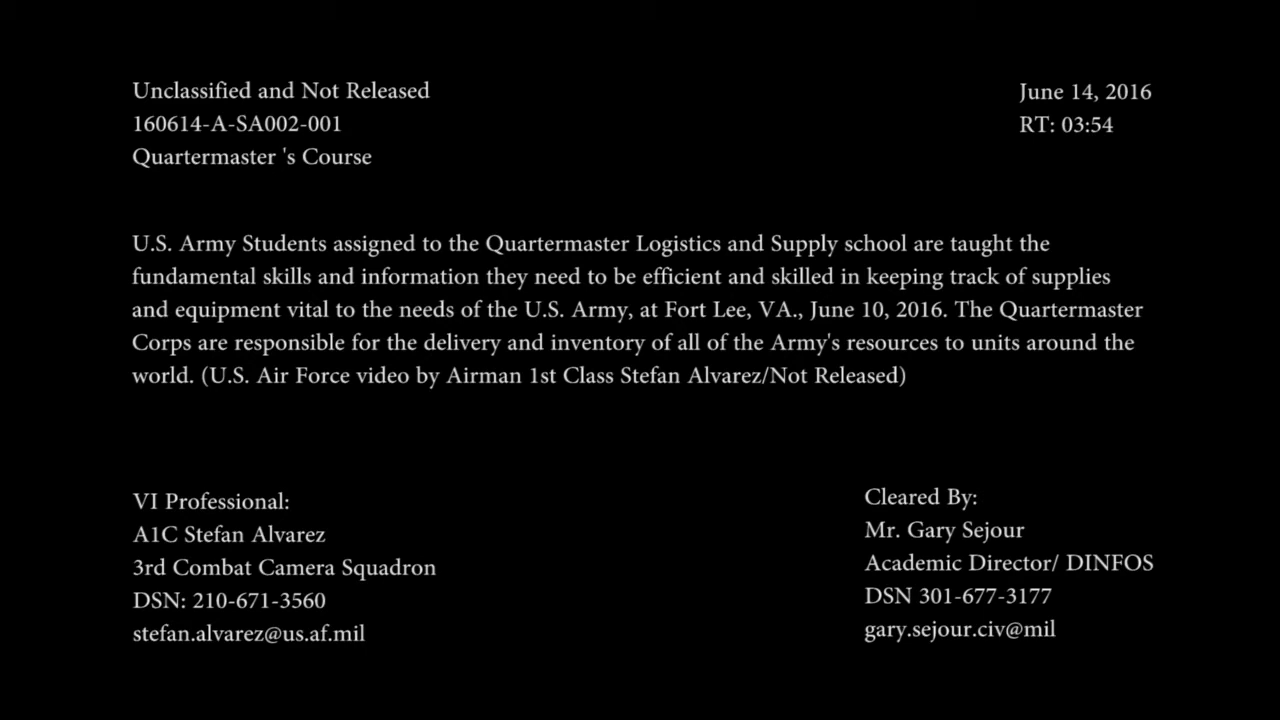 Unclassified and Not Released
160614-A-SA002-001
Quartermaster 's Course
June 14, 2016
RT: 03:54
U.S. Army Students assigned to the Quartermaster Logistics and Supply school are taught the
fundamental skills and information they need to be efficient and skilled in keeping track of supplies
and equipment vital to the needs of the U.S. Army, at Fort Lee, VA., June 10, 2016. The Quartermaster
Corps are responsible for the delivery and inventory of all of the Army's resources to units around the
world. (U.S. Air Force video by Airman 1st Class Stefan Alvarez/Not Released)
VI Professional:
A1C Stefan Alvarez
3rd Combat Camera Squadron
DSN: 210-671-3560
stefan.alvarez@us.af.mil
Cleared By:
Mr. Gary Sejour
Academic Director/ DINFOS
DSN 301-677-3177
gary.sejour.civ@mil